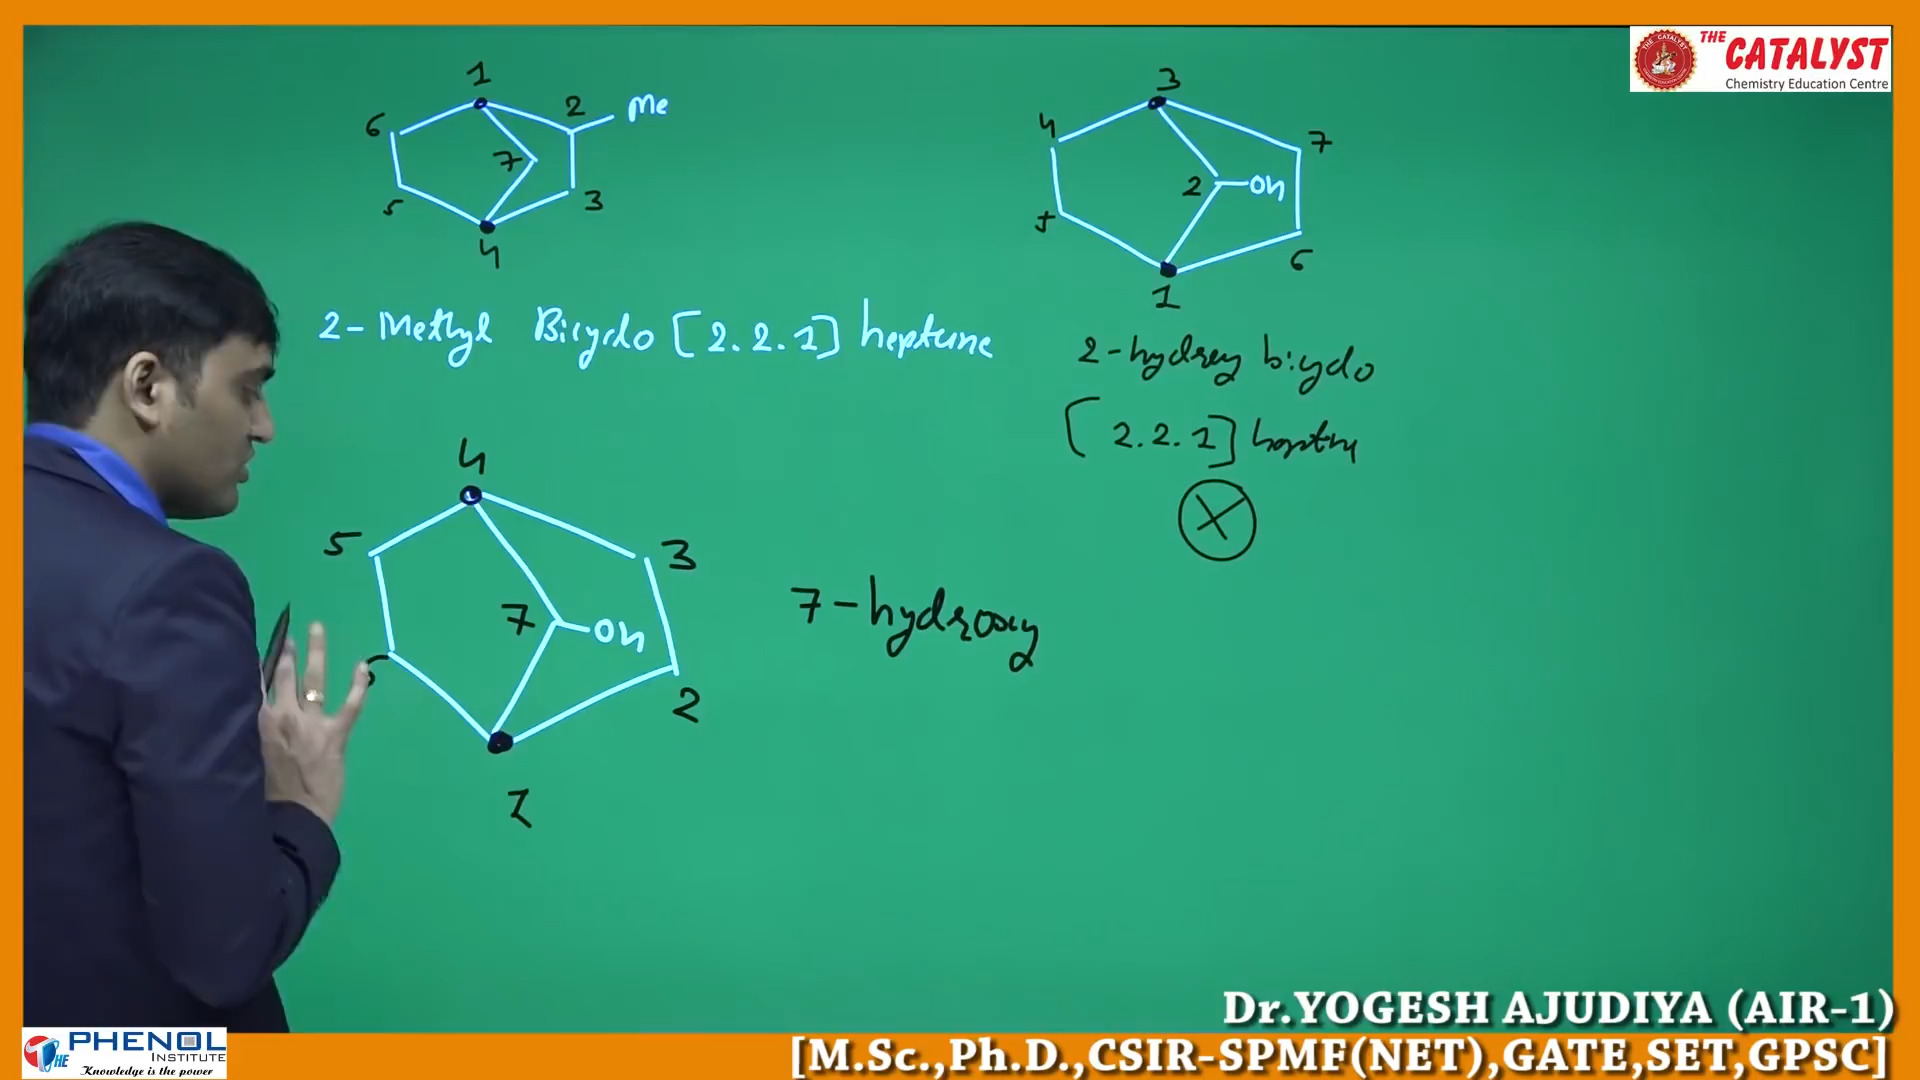 THE
CATALYST
Chemistry Education Centre
1
6
2
Me
7
5
3
4
3
4
7
2
OH
5
6
1
2-Methyl Bicyclo [2.2.1] heptane
2-hydroxy bicyclo
[2.2.1]
4
5
3
7
OH
2
1
7-hydroxy
Dr.YOGESH AJUDIYA (AIR-1)
[M.Sc.,Ph.D.,CSIR-SPMF(NET),GATE,SET,GPSC]
THE PHENOL
INSTITUTE
Knowledge is the power